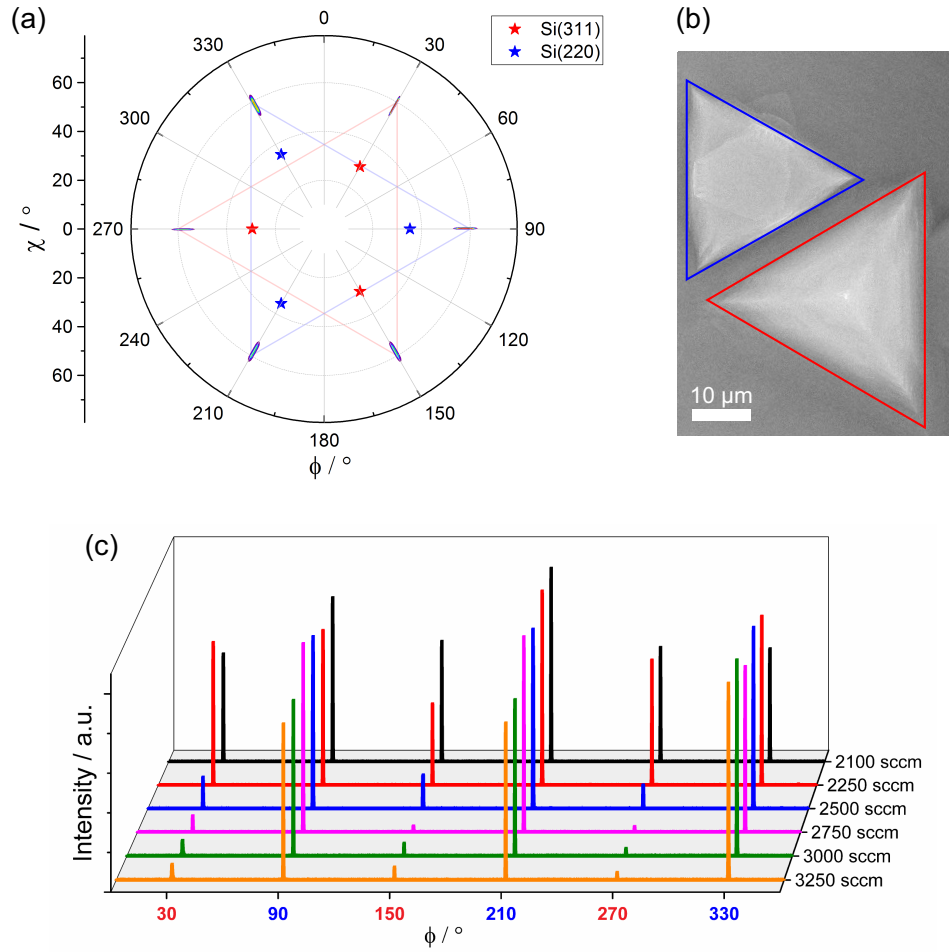 (a)
0
Si(311)
Si(220)
330
30
60
300
60
40
20
χ / °
0
270
90
20
40
240
120
60
210
150
180
ϕ / °
(b)
10 µm
(c)
Intensity / a.u.
2100 sccm
2250 sccm
2500 sccm
2750 sccm
3000 sccm
3250 sccm
30 90 150 210 270 330
ϕ / °